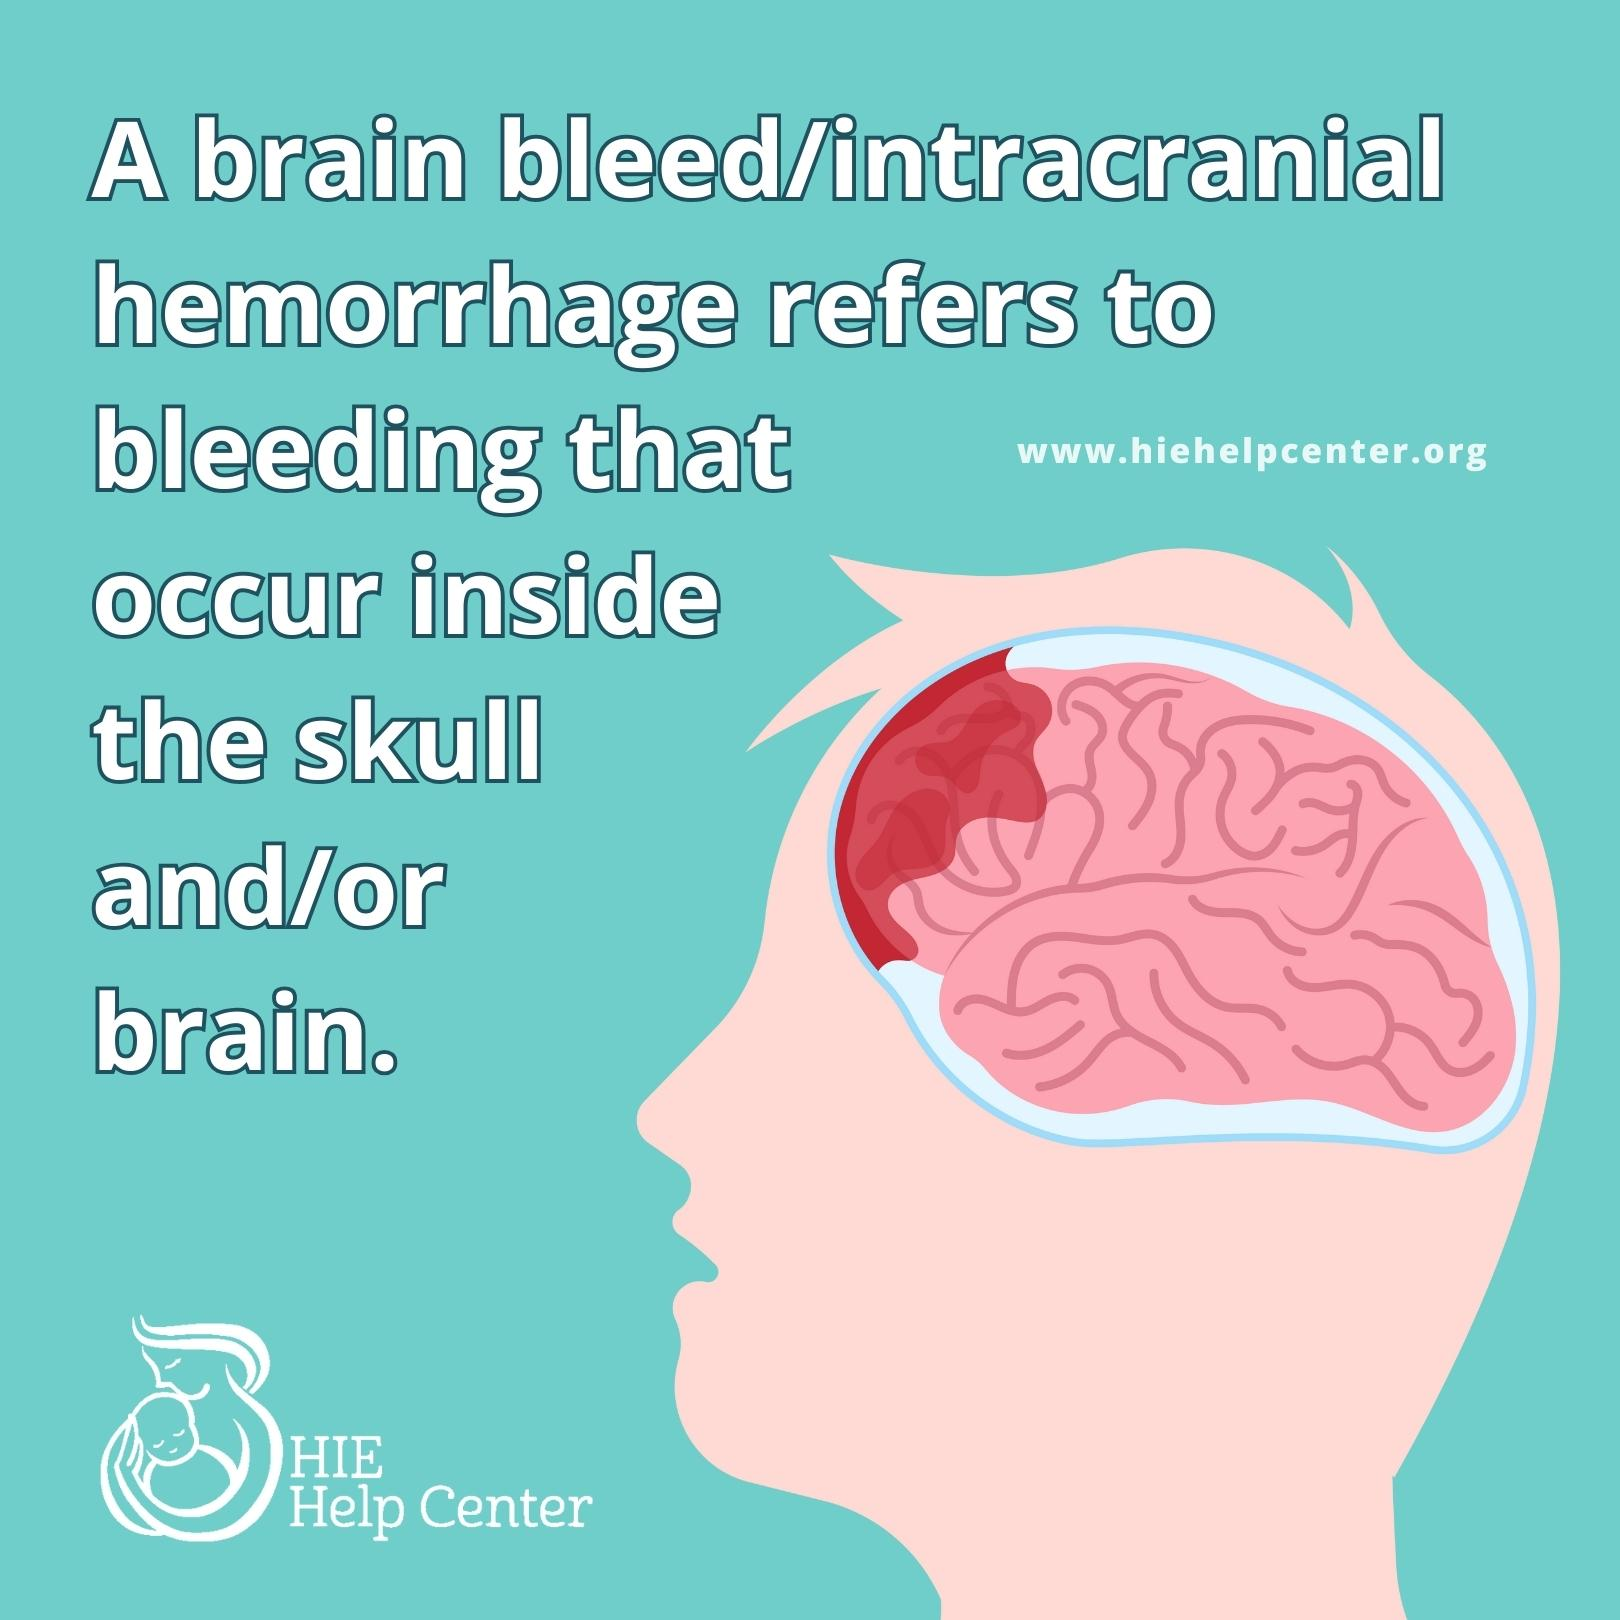 A brain bleed/intracranial
hemorrhage refers to
bleeding that
www.hiehelpcenter.org
occur inside
the skull
and/or
brain.
HIE
Help Center